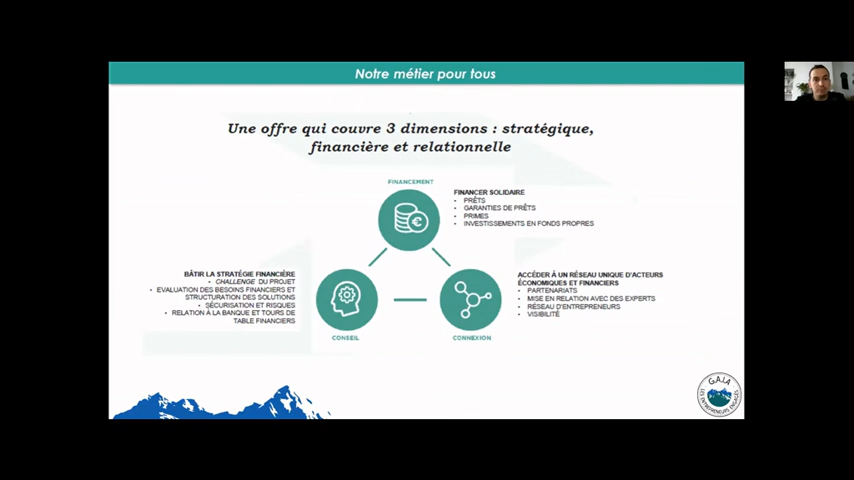 Notre métier pour tous
Une offre qui couvre 3 dimensions : stratégique,
financière et relationnelle
FINANCEMENT
FINANCER SOLIDAIRE
• PRÊTS
• GARANTIES DE PRÊTS
• PRIMES
• INVESTISSEMENTS EN FONDS PROPRES
BÂTIR LA STRATÉGIE FINANCIÈRE
• CHALLENGE DU PROJET
• EVALUATION DES BESOINS FINANCIERS ET
STRUCTURATION DES SOLUTIONS
• SÉCURISATION ET RISQUES
• RELATION À LA BANQUE ET TOURS DE
TABLE FINANCIERS
CONSEIL
ACCÉDER À UN RÉSEAU UNIQUE D'ACTEURS
ÉCONOMIQUES ET FINANCIERS
• PARTENARIATS
• MISE EN RELATION AVEC DES EXPERTS
• RÉSEAU D'ENTREPRENEURS
• VISIBILITÉ
CONNEXION
G.A.I.A
LES ENTREPRENEURS ENGAGÉS